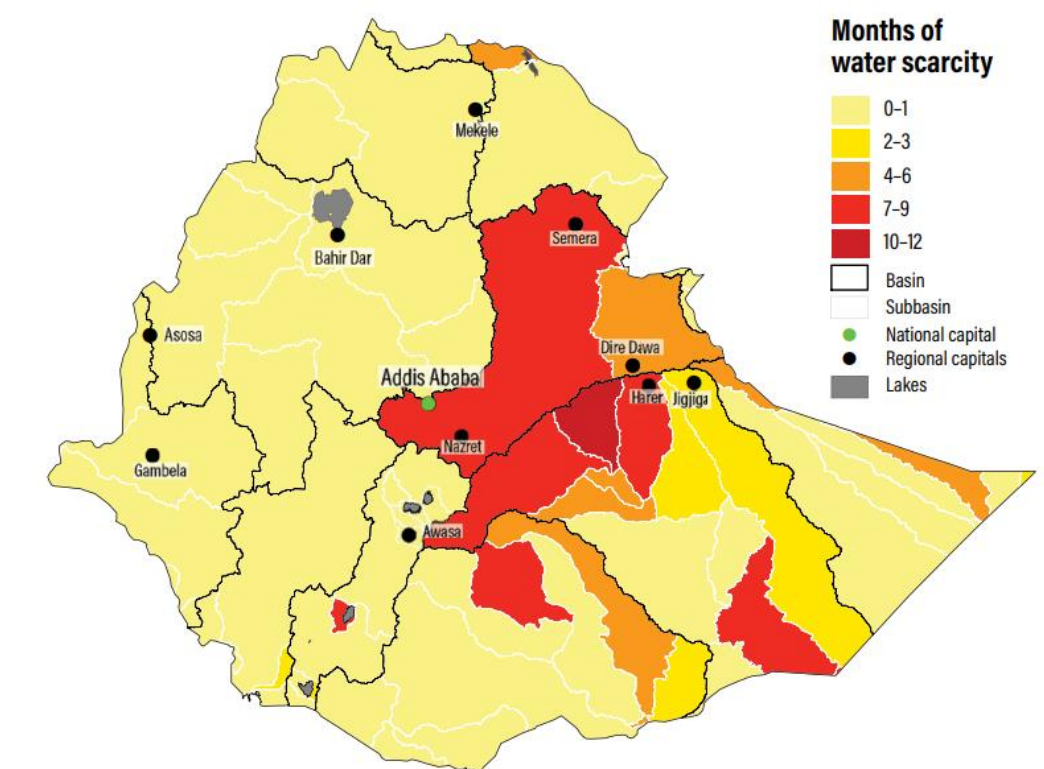 Months of
water scarcity
0–1
2–3
4–6
7–9
10–12
Basin
Subbasin
National capital
Regional capitals
Lakes
Mekele
Semera
Bahir Dar
Asosa
Dire Dawa
Addis Ababa
Harer
Jigjiga
Nazret
Gambela
Awasa